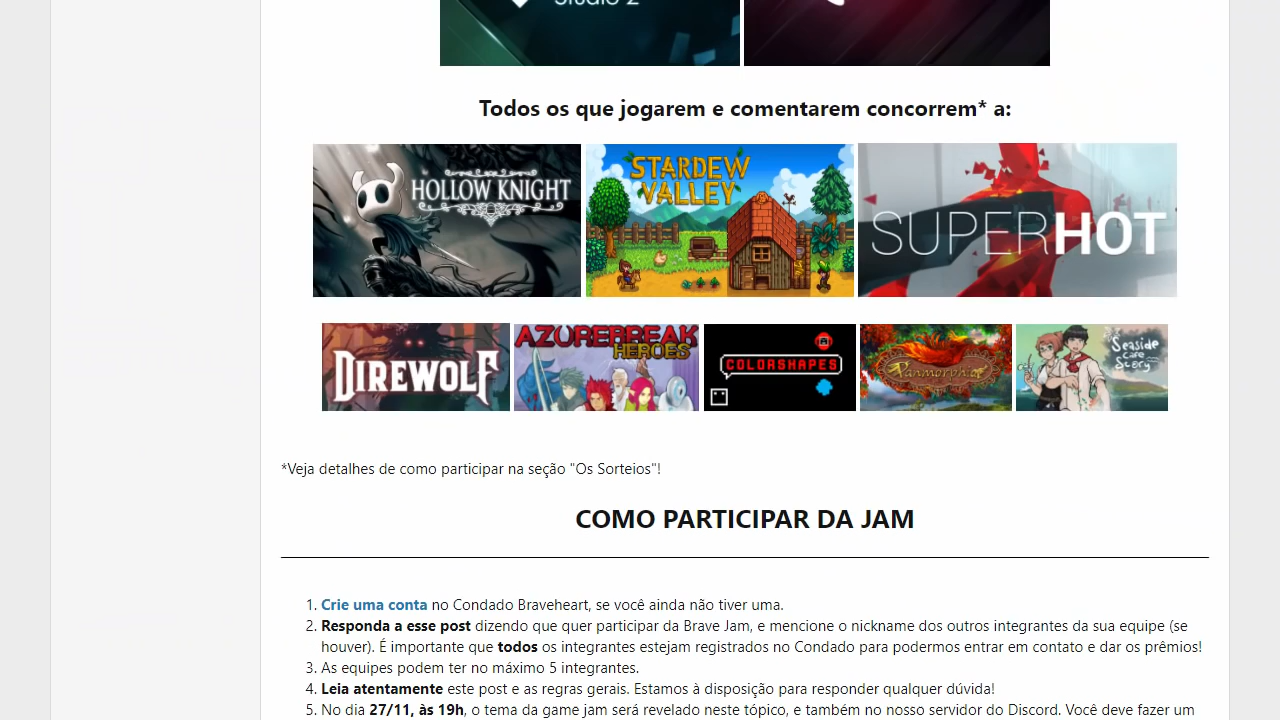 Studio 2
Todos os que jogarem e comentarem concorrem* a:
HOLLOW KNIGHT
STARDEW
VALLEY
SUPERHOT
DIREWOLF
AZUREBREAK
HEROES
COLORSHAPES
Panmorphia
Seaside
Cafe
Story
*Veja detalhes de como participar na seção "Os Sorteios"!
COMO PARTICIPAR DA JAM
1. Crie uma conta no Condado Braveheart, se você ainda não tiver uma.
2. Responda a esse post dizendo que quer participar da Brave Jam, e mencione o nickname dos outros integrantes da sua equipe (se
houver). É importante que todos os integrantes estejam registrados no Condado para podermos entrar em contato e dar os prêmios!
3. As equipes podem ter no máximo 5 integrantes.
4. Leia atentamente este post e as regras gerais. Estamos à disposição para responder qualquer dúvida!
5. No dia 27/11, às 19h, o tema da game jam será revelado neste tópico, e também no nosso servidor do Discord. Você deve fazer um